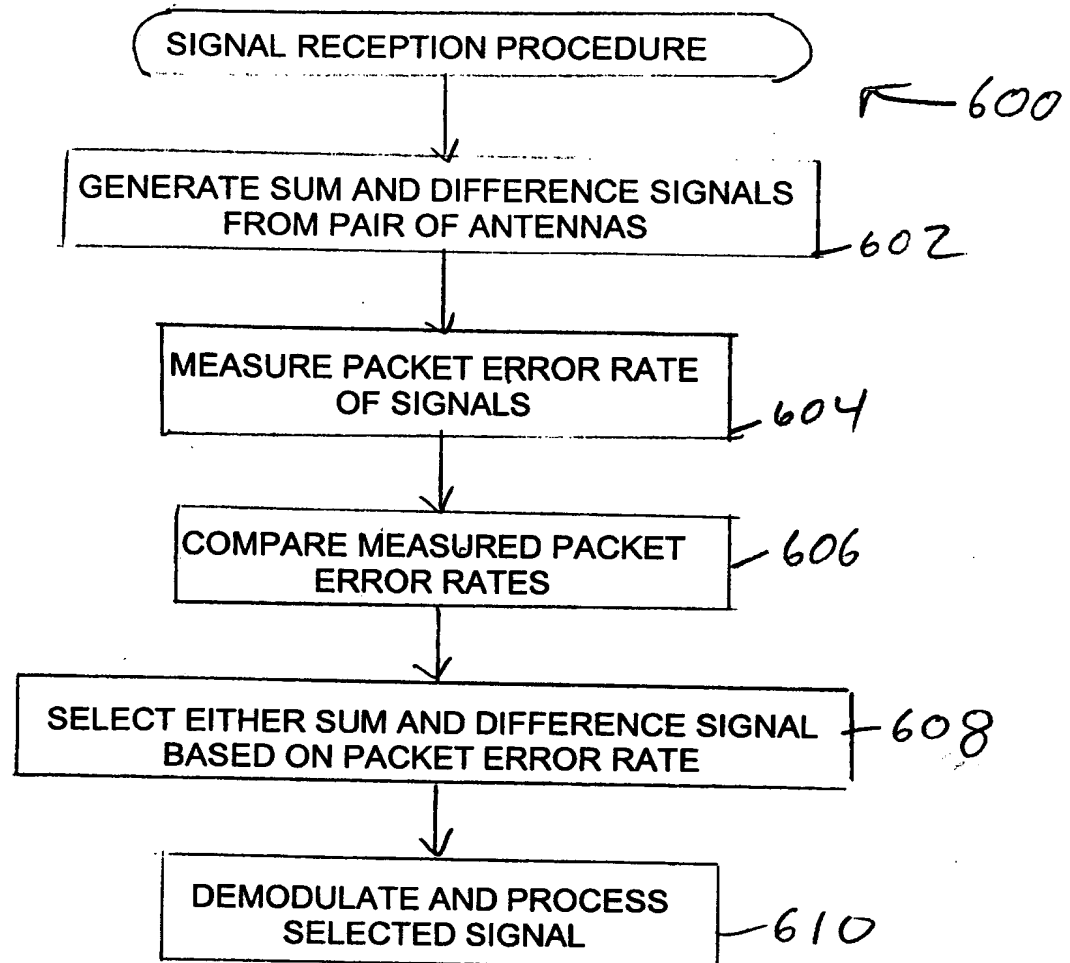 SIGNAL RECEPTION PROCEDURE
600
GENERATE SUM AND DIFFERENCE SIGNALS
FROM PAIR OF ANTENNAS
602
MEASURE PACKET ERROR RATE
OF SIGNALS
604
COMPARE MEASURED PACKET
ERROR RATES
606
SELECT EITHER SUM AND DIFFERENCE SIGNAL
BASED ON PACKET ERROR RATE
608
DEMODULATE AND PROCESS
SELECTED SIGNAL
610